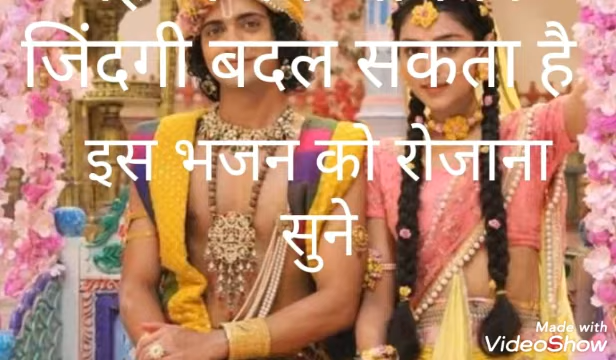 जिंदगी बदल सकता है
इस भजन को रोजाना
सुने
Made with
VideoShow